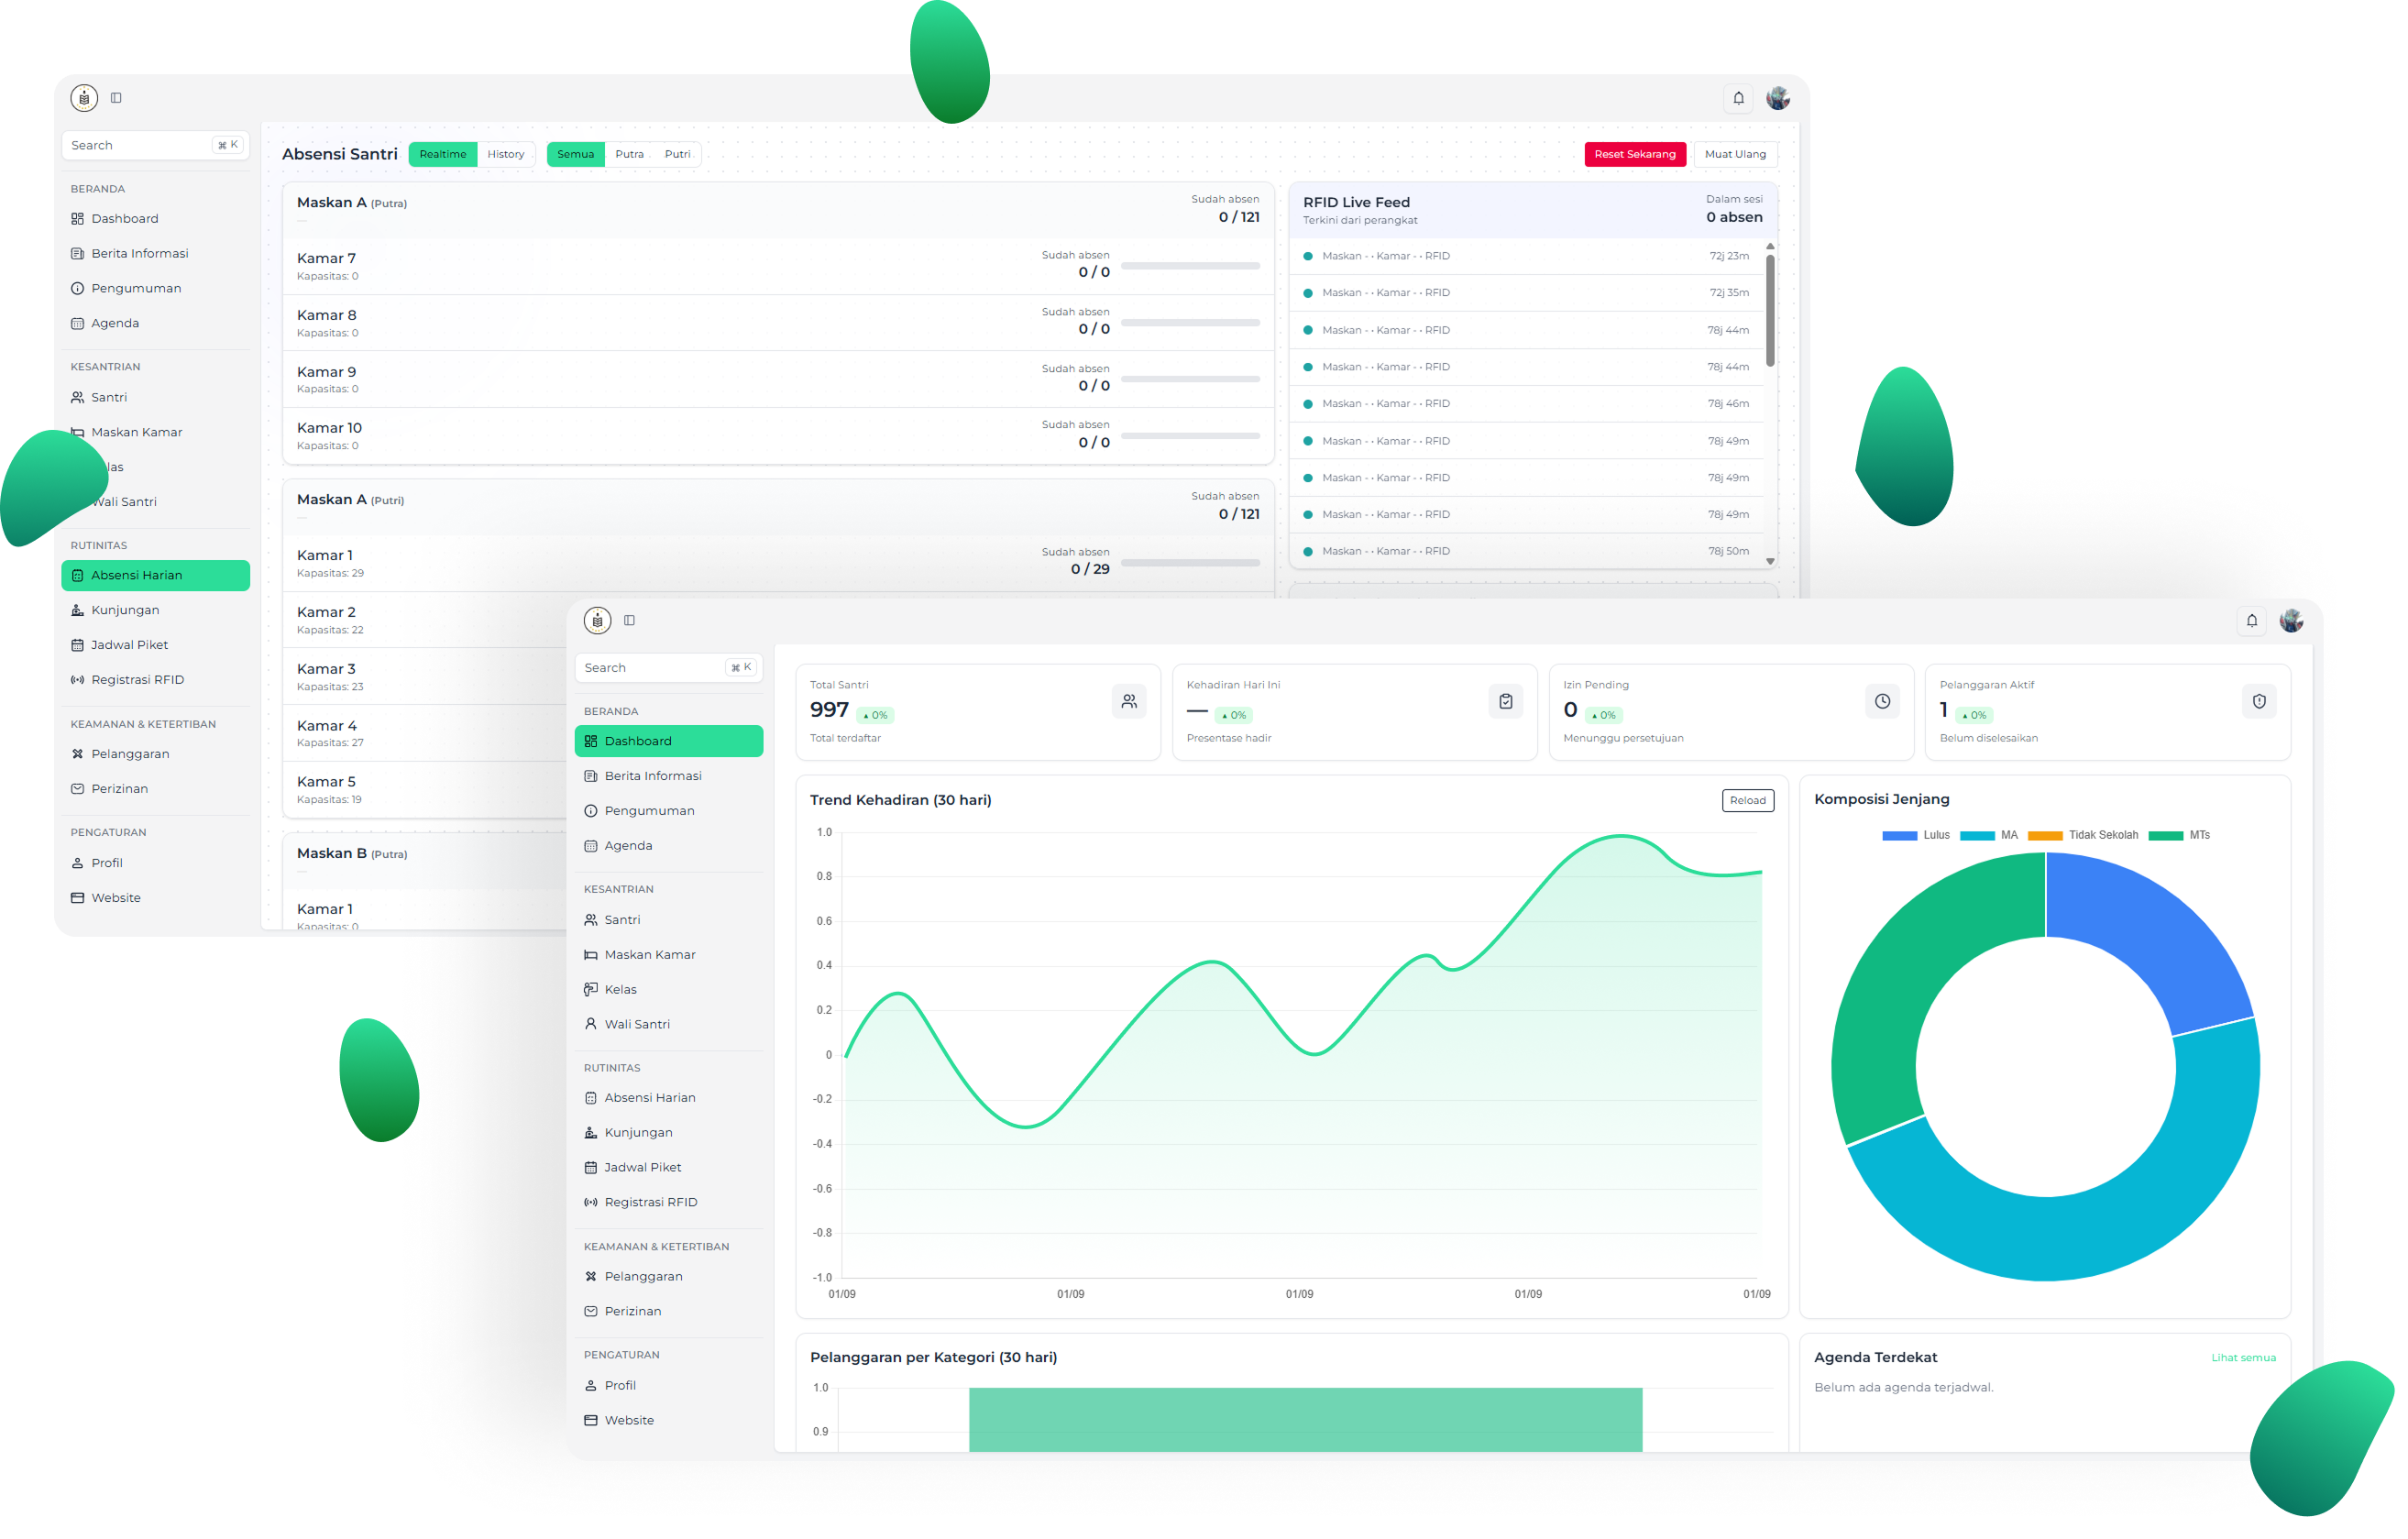 Search ⌘ K
BERANDA
Dashboard
Berita Informasi
Pengumuman
Agenda
KESANTRIAN
Santri
Maskan Kamar
las
Wali Santri
RUTINITAS
Absensi Harian
Kunjungan
Jadwal Piket
Registrasi RFID
KEAMANAN & KETERTIBAN
Pelanggaran
Perizinan
PENGATURAN
Profil
Website
Absensi Santri Realtime History Semua Putra Putri Reset Sekarang Muat Ulang
Maskan A (Putra) Sudah absen
— 0 / 121
Kamar 7 Sudah absen
Kapasitas: 0 0 / 0
Kamar 8 Sudah absen
Kapasitas: 0 0 / 0
Kamar 9 Sudah absen
Kapasitas: 0 0 / 0
Kamar 10 Sudah absen
Kapasitas: 0 0 / 0
Maskan A (Putri) Sudah absen
— 0 / 121
Kamar 1 Sudah absen
Kapasitas: 29 0 / 29
Kamar 2
Kapasitas: 22
Kamar 3
Kapasitas: 23
Kamar 4
Kapasitas: 27
Kamar 5
Kapasitas: 19
Maskan B (Putra)
—
Kamar 1
Kapasitas: 0
RFID Live Feed Dalam sesi
Terkini dari perangkat 0 absen
Maskan - • Kamar - • RFID 72j 23m
Maskan - • Kamar - • RFID 72j 35m
Maskan - • Kamar - • RFID 78j 44m
Maskan - • Kamar - • RFID 78j 44m
Maskan - • Kamar - • RFID 78j 46m
Maskan - • Kamar - • RFID 78j 49m
Maskan - • Kamar - • RFID 78j 49m
Maskan - • Kamar - • RFID 78j 49m
Maskan - • Kamar - • RFID 78j 50m
Search ⌘ K
BERANDA
Dashboard
Berita Informasi
Pengumuman
Agenda
KESANTRIAN
Santri
Maskan Kamar
Kelas
Wali Santri
RUTINITAS
Absensi Harian
Kunjungan
Jadwal Piket
Registrasi RFID
KEAMANAN & KETERTIBAN
Pelanggaran
Perizinan
PENGATURAN
Profil
Website
Total Santri
997 ▲ 0%
Total terdaftar
Kehadiran Hari Ini
— ▲ 0%
Presentase hadir
Izin Pending
0 ▲ 0%
Menunggu persetujuan
Pelanggaran Aktif
1 ▲ 0%
Belum diselesaikan
Trend Kehadiran (30 hari) Reload
1.0
0.8
0.6
0.4
0.2
0
-0.2
-0.4
-0.6
-0.8
-1.0
01/09 01/09 01/09 01/09 01/09
Komposisi Jenjang
Lulus MA Tidak Sekolah MTs
Pelanggaran per Kategori (30 hari)
1.0
0.9
Agenda Terdekat Lihat semua
Belum ada agenda terjadwal.